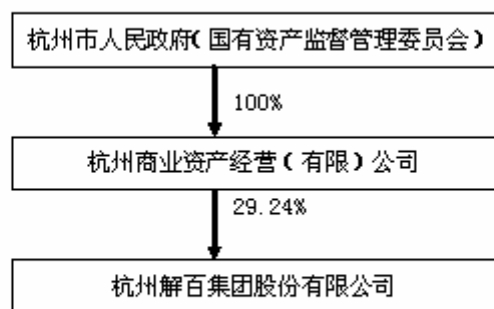 杭州市人民政府(国有资产监督管理委员会)
100%
杭州商业资产经营(有限)公司
29.24%
杭州解百集团股份有限公司